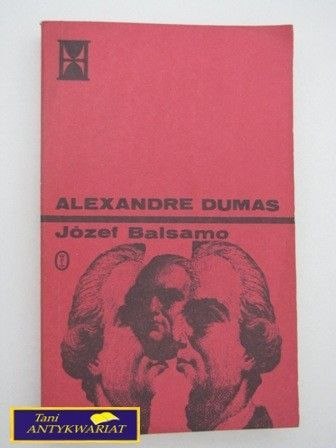 ALEXANDRE DUMAS
Józef Balsamo
Tani
ANTYKWARIAT